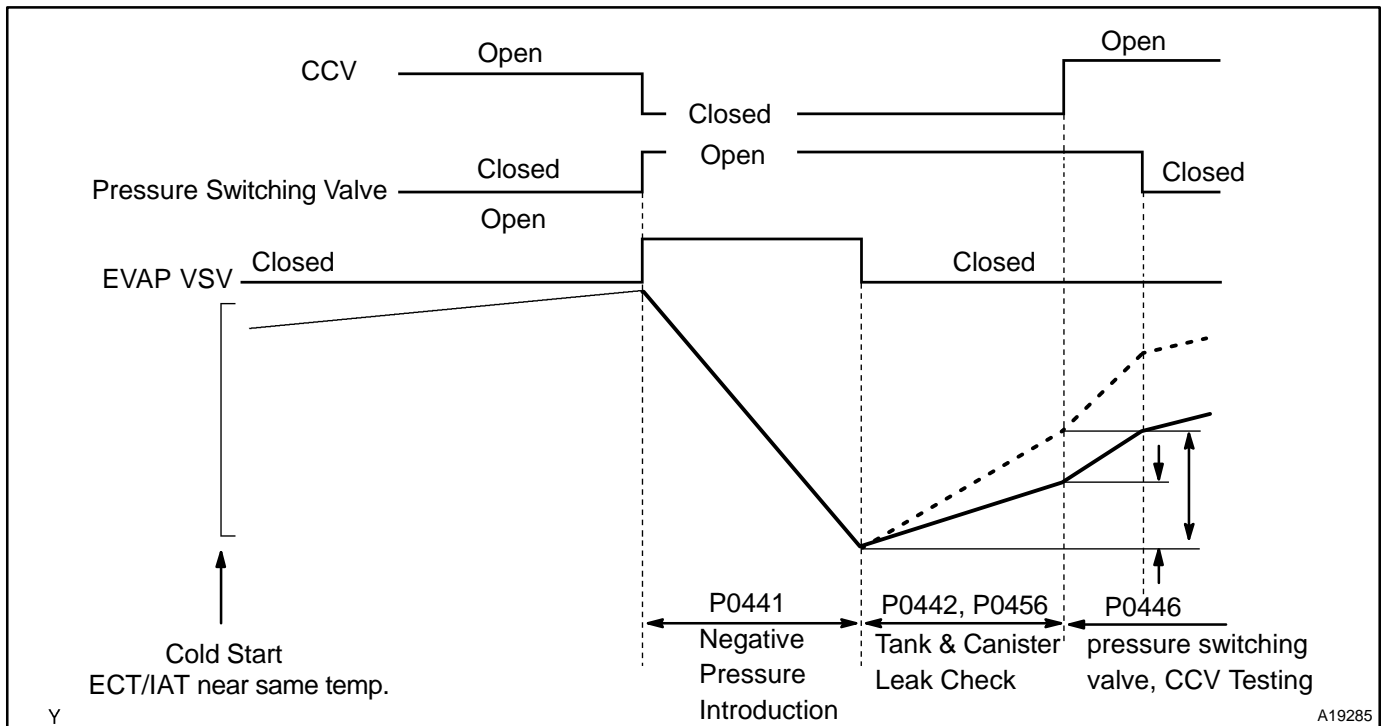 CCV
Open
Closed
Open
Pressure Switching Valve
Closed
Open
Closed
EVAP VSV
Closed
Open
Closed
Cold Start
ECT/IAT near same temp.
P0441
Negative
Pressure
Introduction
P0442, P0456
Tank & Canister
Leak Check
P0446
pressure switching
valve, CCV Testing
Y
A19285